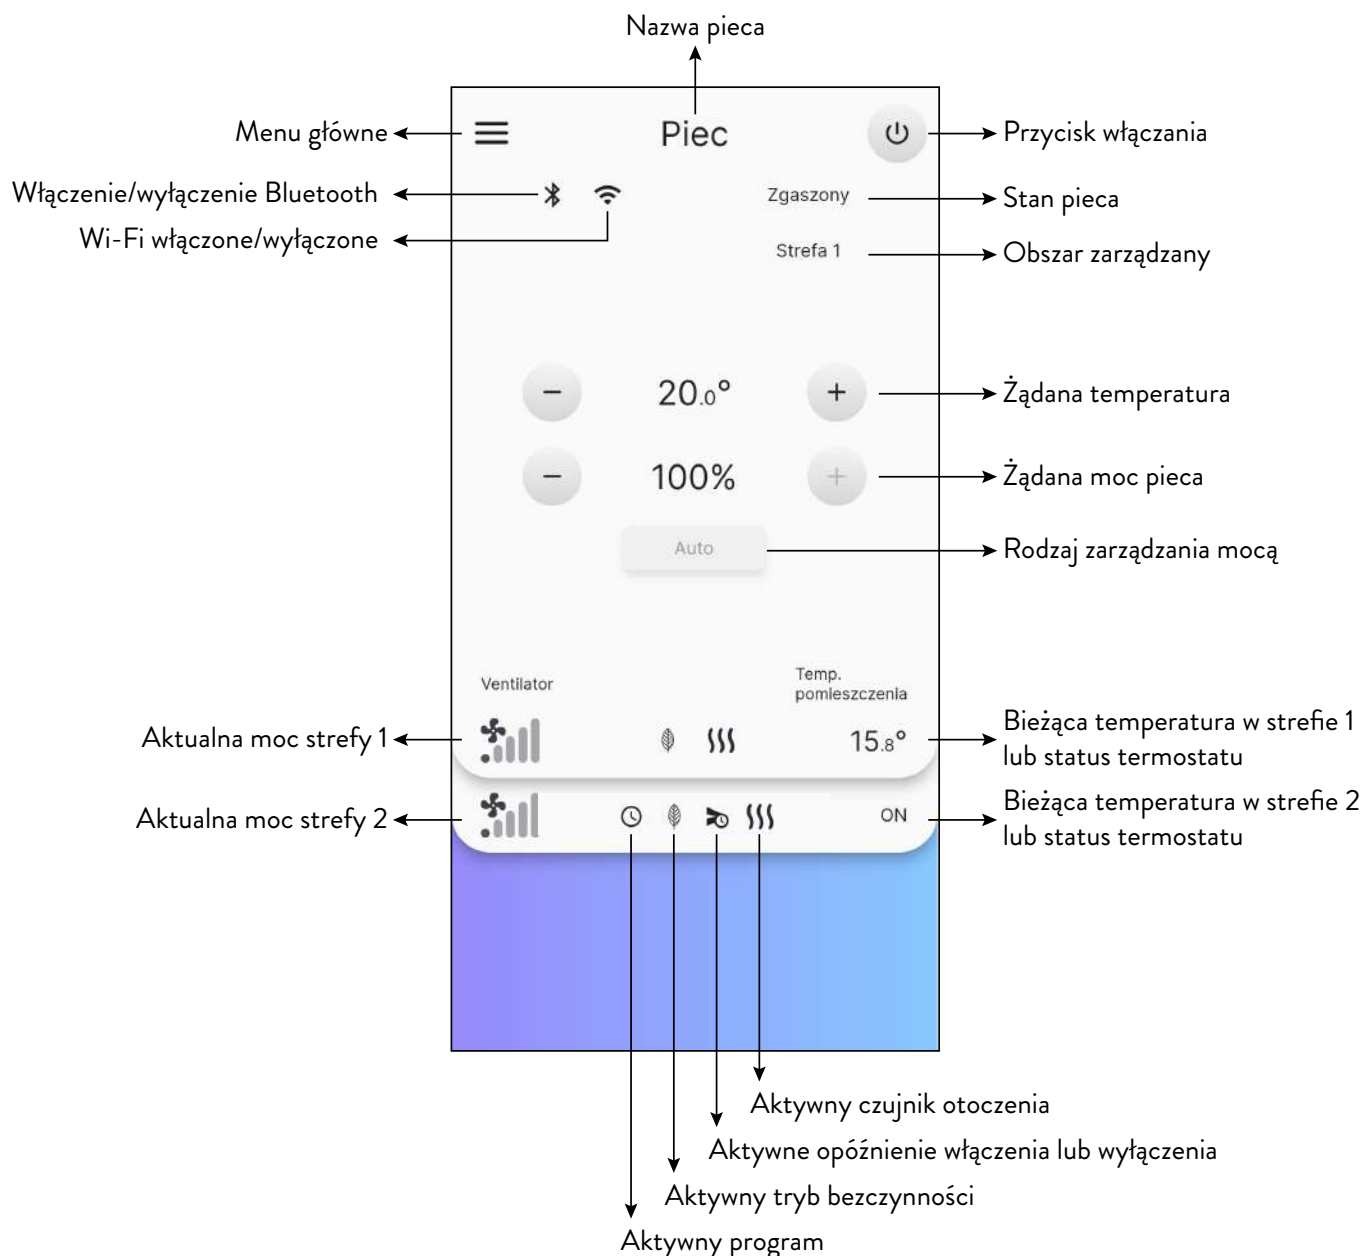 Nazwa pieca
Menu główne
Piec
Przycisk włączania
Włączenie/wyłączenie Bluetooth
Zgaszony
Stan pieca
Wi-Fi włączone/wyłączone
Strefa 1
Obszar zarządzany
−
20.0°
+
Żądana temperatura
−
100%
+
Żądana moc pieca
Auto
Rodzaj zarządzania mocą
Ventilator
Temp.
pomieszczenia
Aktualna moc strefy 1
15.8°
Bieżąca temperatura w strefie 1
lub status termostatu
Aktualna moc strefy 2
ON
Bieżąca temperatura w strefie 2
lub status termostatu
Aktywny czujnik otoczenia
Aktywne opóźnienie włączenia lub wyłączenia
Aktywny tryb bezczynności
Aktywny program